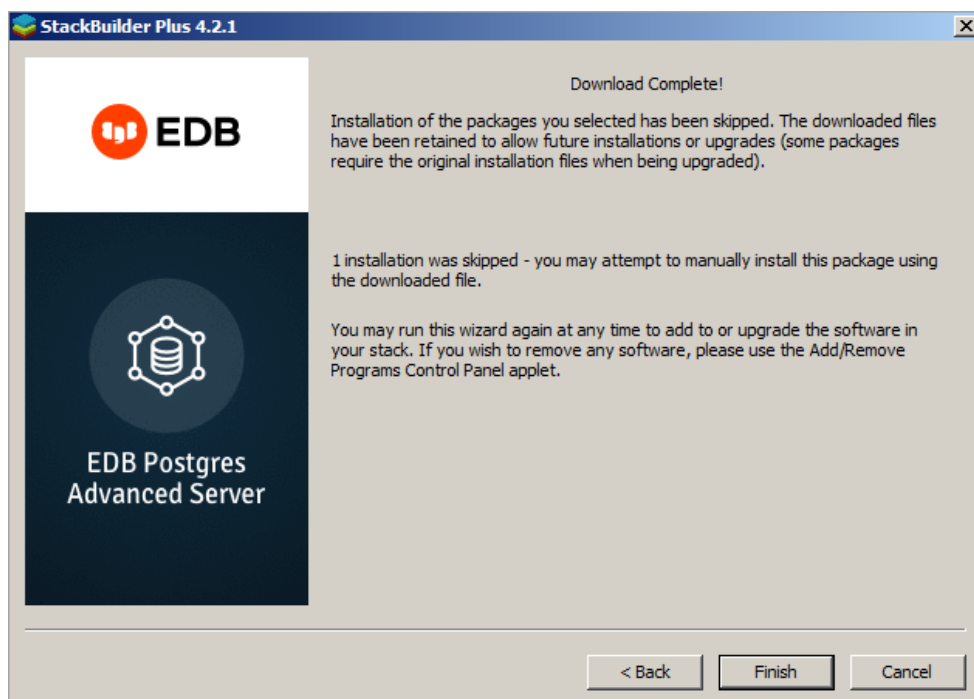 StackBuilder Plus 4.2.1
EDB
Download Complete!
Installation of the packages you selected has been skipped. The downloaded files
have been retained to allow future installations or upgrades (some packages
require the original installation files when being upgraded).
1 installation was skipped - you may attempt to manually install this package using
the downloaded file.
You may run this wizard again at any time to add to or upgrade the software in
your stack. If you wish to remove any software, please use the Add/Remove
Programs Control Panel applet.
EDB Postgres
Advanced Server
< Back
Finish
Cancel